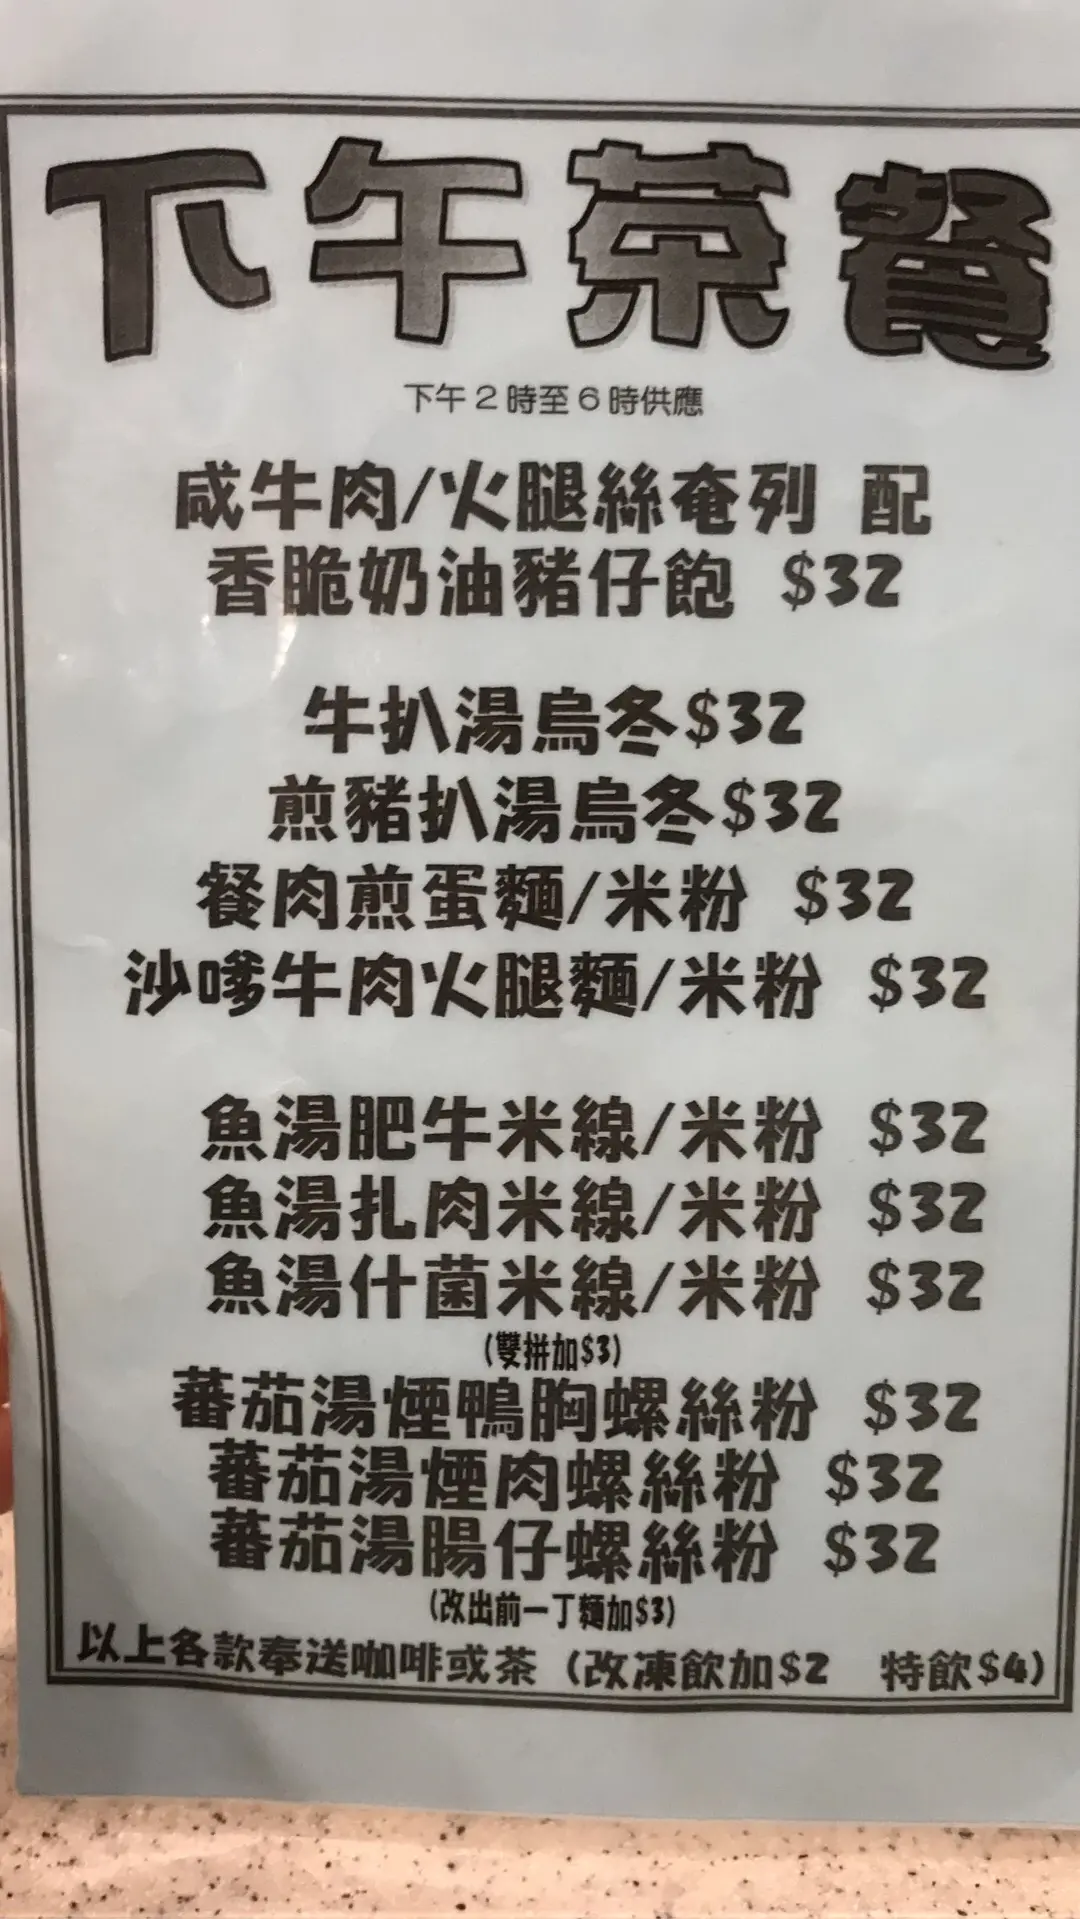 下午茶餐
下午2時至6時供應
咸牛肉/火腿絲奄列 配
香脆奶油豬仔飽 $32
牛扒湯烏冬$32
煎豬扒湯烏冬$32
餐肉煎蛋麵/米粉 $32
沙嗲牛肉火腿麵/米粉 $32
魚湯肥牛米線/米粉 $32
魚湯扎肉米線/米粉 $32
魚湯什菌米線/米粉 $32
(雙拼加$3)
蕃茄湯煙鴨胸螺絲粉 $32
蕃茄湯煙肉螺絲粉 $32
蕃茄湯腸仔螺絲粉 $32
(改出前一丁麵加$3)
以上各款奉送咖啡或茶 (改凍飲加$2 特飲$4)